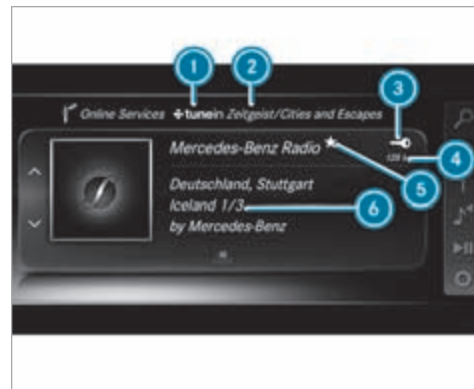 1 2 3
Online Services tunein Zeitgeist/Cities and Escapes
Mercedes-Benz Radio
128 k 4
5
Deutschland, Stuttgart
Iceland 1/3 6
by Mercedes-Benz